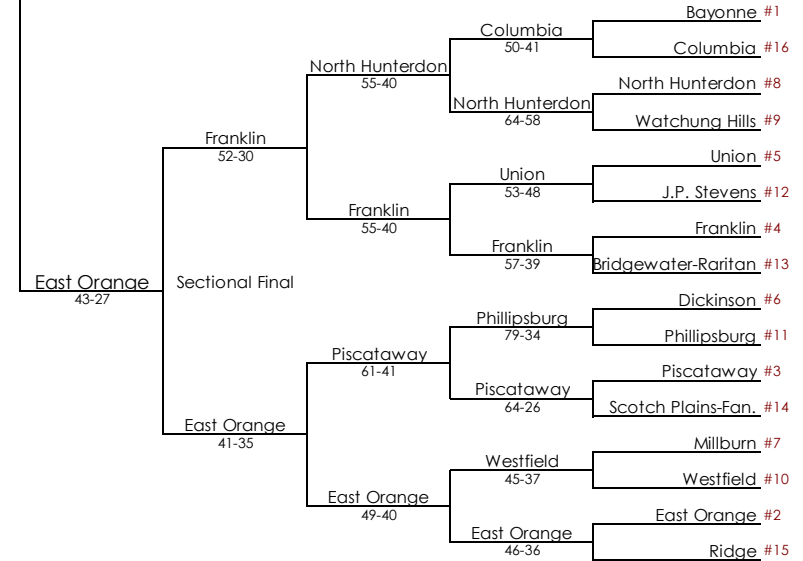 Bayonne #1
Columbia
50-41
Columbia #16
North Hunterdon
55-40
North Hunterdon #8
North Hunterdon
64-58
Watchung Hills #9
Franklin
52-30
Union #5
Union
53-48
J.P. Stevens #12
Franklin
55-40
Franklin #4
Franklin
57-39
Bridgewater-Raritan #13
East Orange
43-27
Sectional Final
Dickinson #6
Phillipsburg
79-34
Phillipsburg #11
Piscataway
61-41
Piscataway #3
Piscataway
64-26
Scotch Plains-Fan. #14
East Orange
41-35
Millburn #7
Westfield
45-37
Westfield #10
East Orange
49-40
East Orange #2
East Orange
46-36
Ridge #15